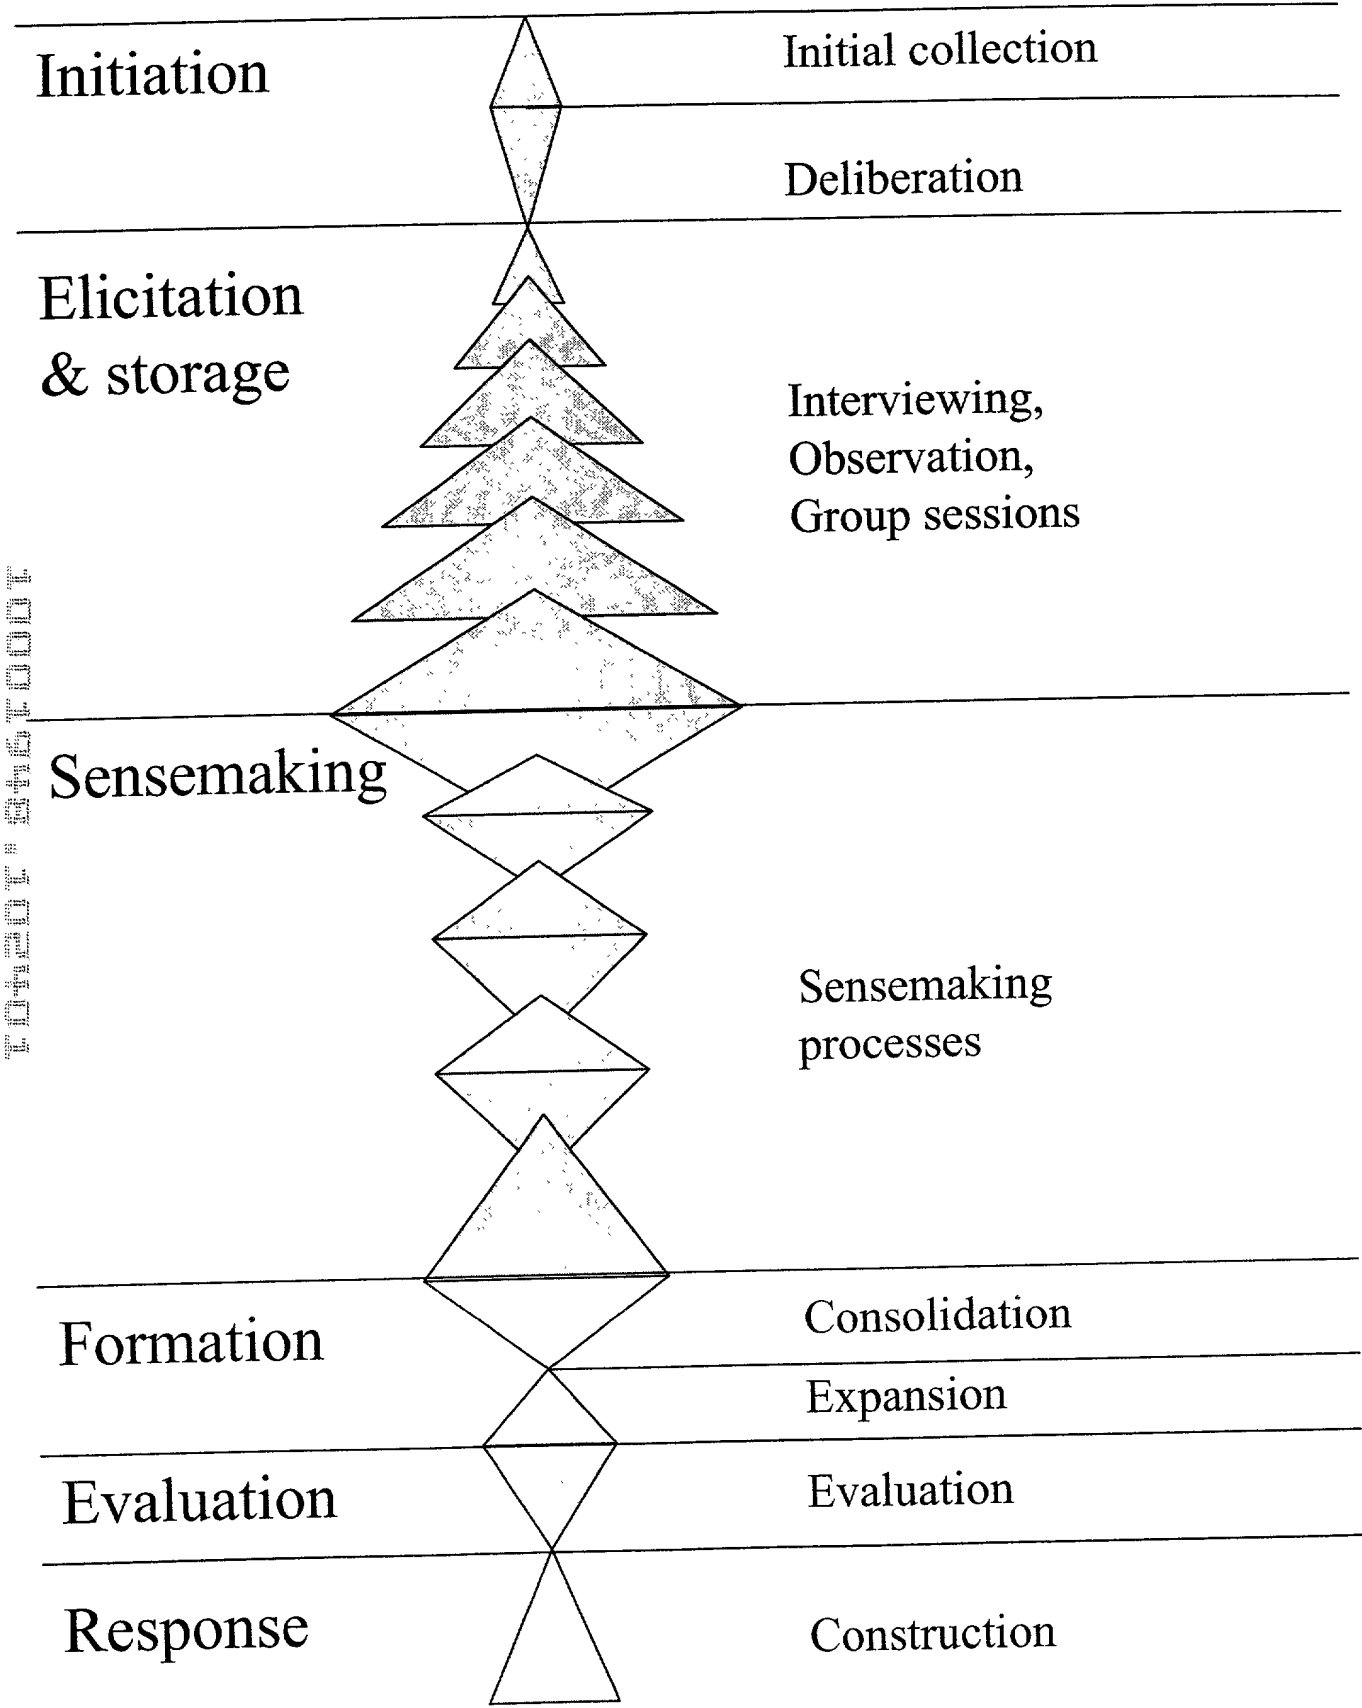 Initiation
Initial collection
Deliberation
Elicitation
& storage
Interviewing,
Observation,
Group sessions
Sensemaking
Sensemaking
processes
Formation
Consolidation
Expansion
Evaluation
Evaluation
Response
Construction